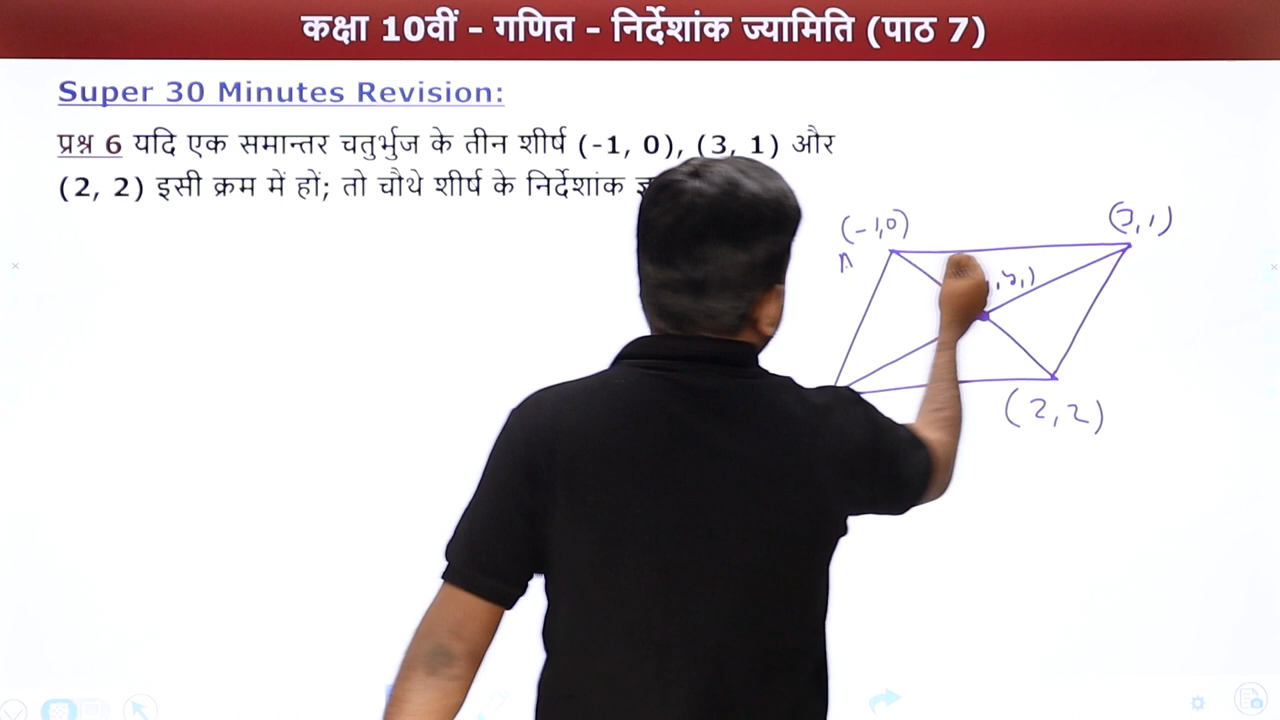 कक्षा 10वीं - गणित - निर्देशांक ज्यामिति (पाठ 7)
Super 30 Minutes Revision:
प्रश्न 6 यदि एक समान्तर चतुर्भुज के तीन शीर्ष (-1, 0), (3, 1) और
(2, 2) इसी क्रम में हों; तो चौथे शीर्ष के निर्देशांक
(-1,0)
(3,1)
A
(2,2)